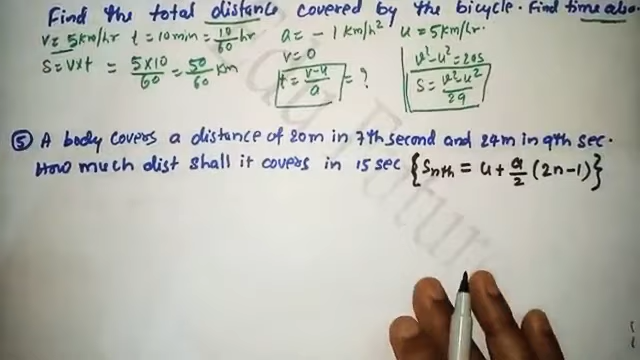 Find the total distance covered by the bicycle. Find time also.
v = 5km/hr t = 10min = 10/60 hr a = -1 km/h² u = 5km/hr.
s = v×t = 5×10/60 = 50/60 km v = 0 v²-u² = 2as
t = v-u/a = ? s = v²-u²/2a
⑤ A body covers a distance of 20m in 7th second and 24m in 9th sec.
How much dist shall it covers in 15 sec {Snth = u + a/2 (2n-1)}
Edu Future